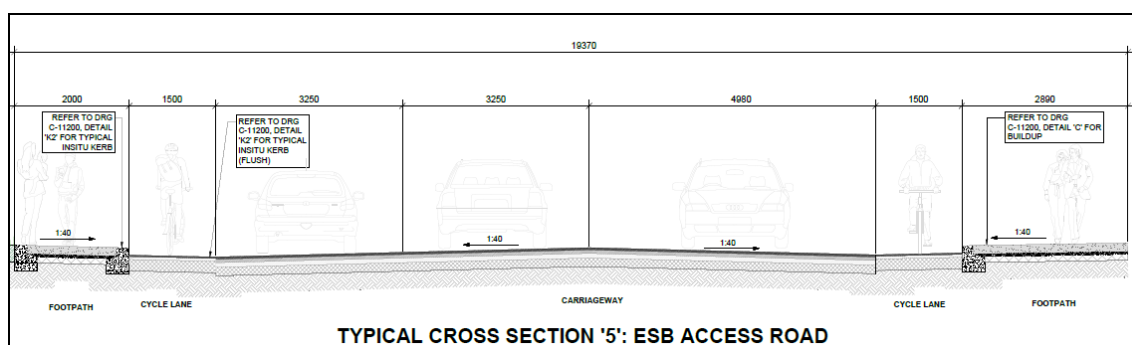 19370
2000
1500
3250
3250
4980
1500
2890
REFER TO DRG
C-11200, DETAIL
'K2' FOR TYPICAL
INSITU KERB
REFER TO DRG
C-11200, DETAIL
'K2' FOR TYPICAL
INSITU KERB
(FLUSH)
REFER TO DRG
C-11200, DETAIL 'C' FOR
BUILDUP
1:40
1:40
1:40
1:40
FOOTPATH
CYCLE LANE
CARRIAGEWAY
CYCLE LANE
FOOTPATH
TYPICAL CROSS SECTION '5': ESB ACCESS ROAD